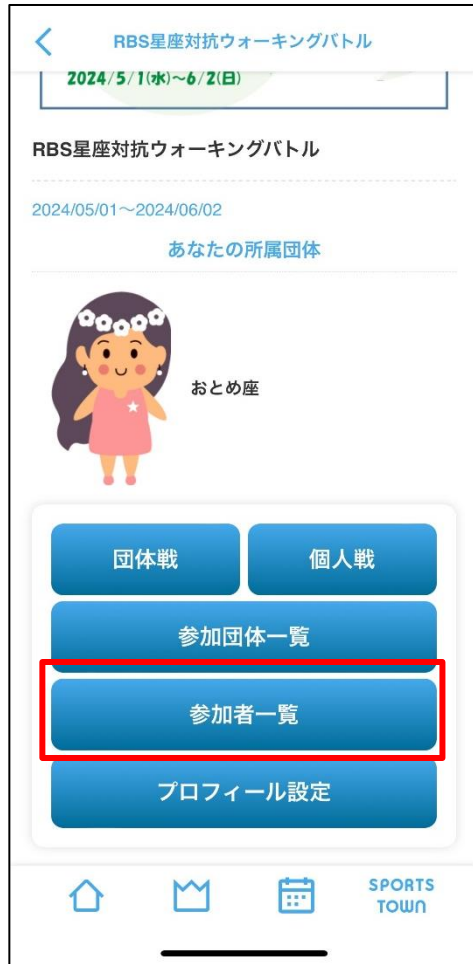 RBS星座対抗ウォーキングバトル
2024/5/1(水)~6/2(日)
RBS星座対抗ウォーキングバトル
2024/05/01〜2024/06/02
あなたの所属団体
おとめ座
団体戦
個人戦
参加団体一覧
参加者一覧
プロフィール設定
SPORTS
TOWN